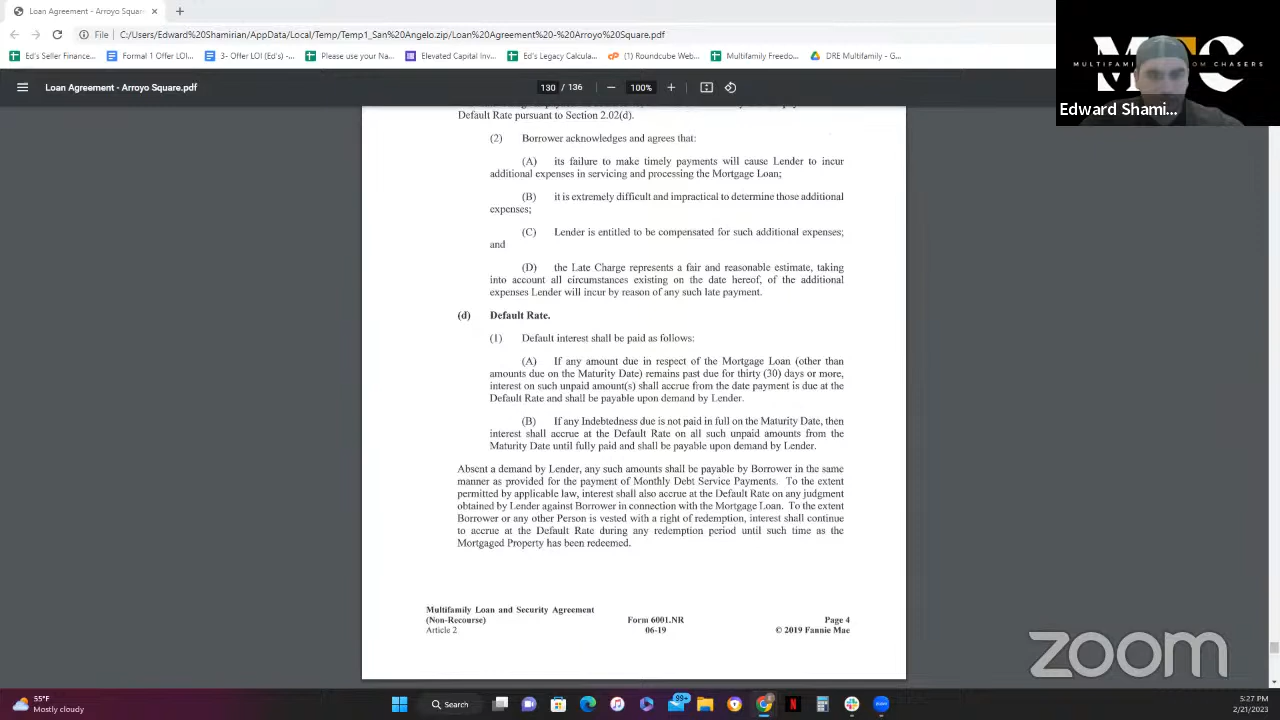 Loan Agreement - Arroyo Square
File
C:/Users/Edward%20Shamirian/AppData/Local/Temp/Temp1_San%20Angelo.zip/Loan%20Agreement%20-%20Arroyo%20Square.pdf
Ed's Seller Finance...
Formal 1 Offer LOI...
3- Offer LOI (Ed's) -...
Please use your Na...
Elevated Capital Inv...
Ed's Legacy Calcula...
(1) Roundcube Web...
Multifamily Freedo...
DRE Multifamily - G...
Loan Agreement - Arroyo Square.pdf
130 / 136
100%
Edward Shami...
Default Rate pursuant to Section 2.02(d).
(2) Borrower acknowledges and agrees that:
(A) its failure to make timely payments will cause Lender to incur
additional expenses in servicing and processing the Mortgage Loan;
(B) it is extremely difficult and impractical to determine those additional
expenses;
(C) Lender is entitled to be compensated for such additional expenses;
and
(D) the Late Charge represents a fair and reasonable estimate, taking
into account all circumstances existing on the date hereof, of the additional
expenses Lender will incur by reason of any such late payment.
(d) Default Rate.
(1) Default interest shall be paid as follows:
(A) If any amount due in respect of the Mortgage Loan (other than
amounts due on the Maturity Date) remains past due for thirty (30) days or more,
interest on such unpaid amount(s) shall accrue from the date payment is due at the
Default Rate and shall be payable upon demand by Lender.
(B) If any Indebtedness due is not paid in full on the Maturity Date, then
interest shall accrue at the Default Rate on all such unpaid amounts from the
Maturity Date until fully paid and shall be payable upon demand by Lender.
Absent a demand by Lender, any such amounts shall be payable by Borrower in the same
manner as provided for the payment of Monthly Debt Service Payments. To the extent
permitted by applicable law, interest shall also accrue at the Default Rate on any judgment
obtained by Lender against Borrower in connection with the Mortgage Loan. To the extent
Borrower or any other Person is vested with a right of redemption, interest shall continue
to accrue at the Default Rate during any redemption period until such time as the
Mortgaged Property has been redeemed.
Multifamily Loan and Security Agreement
(Non-Recourse) Form 6001.NR Page 4
Article 2 06-19 © 2019 Fannie Mae
zoom
55°F
Mostly cloudy
Search
99+
5:27 PM
2/21/2023